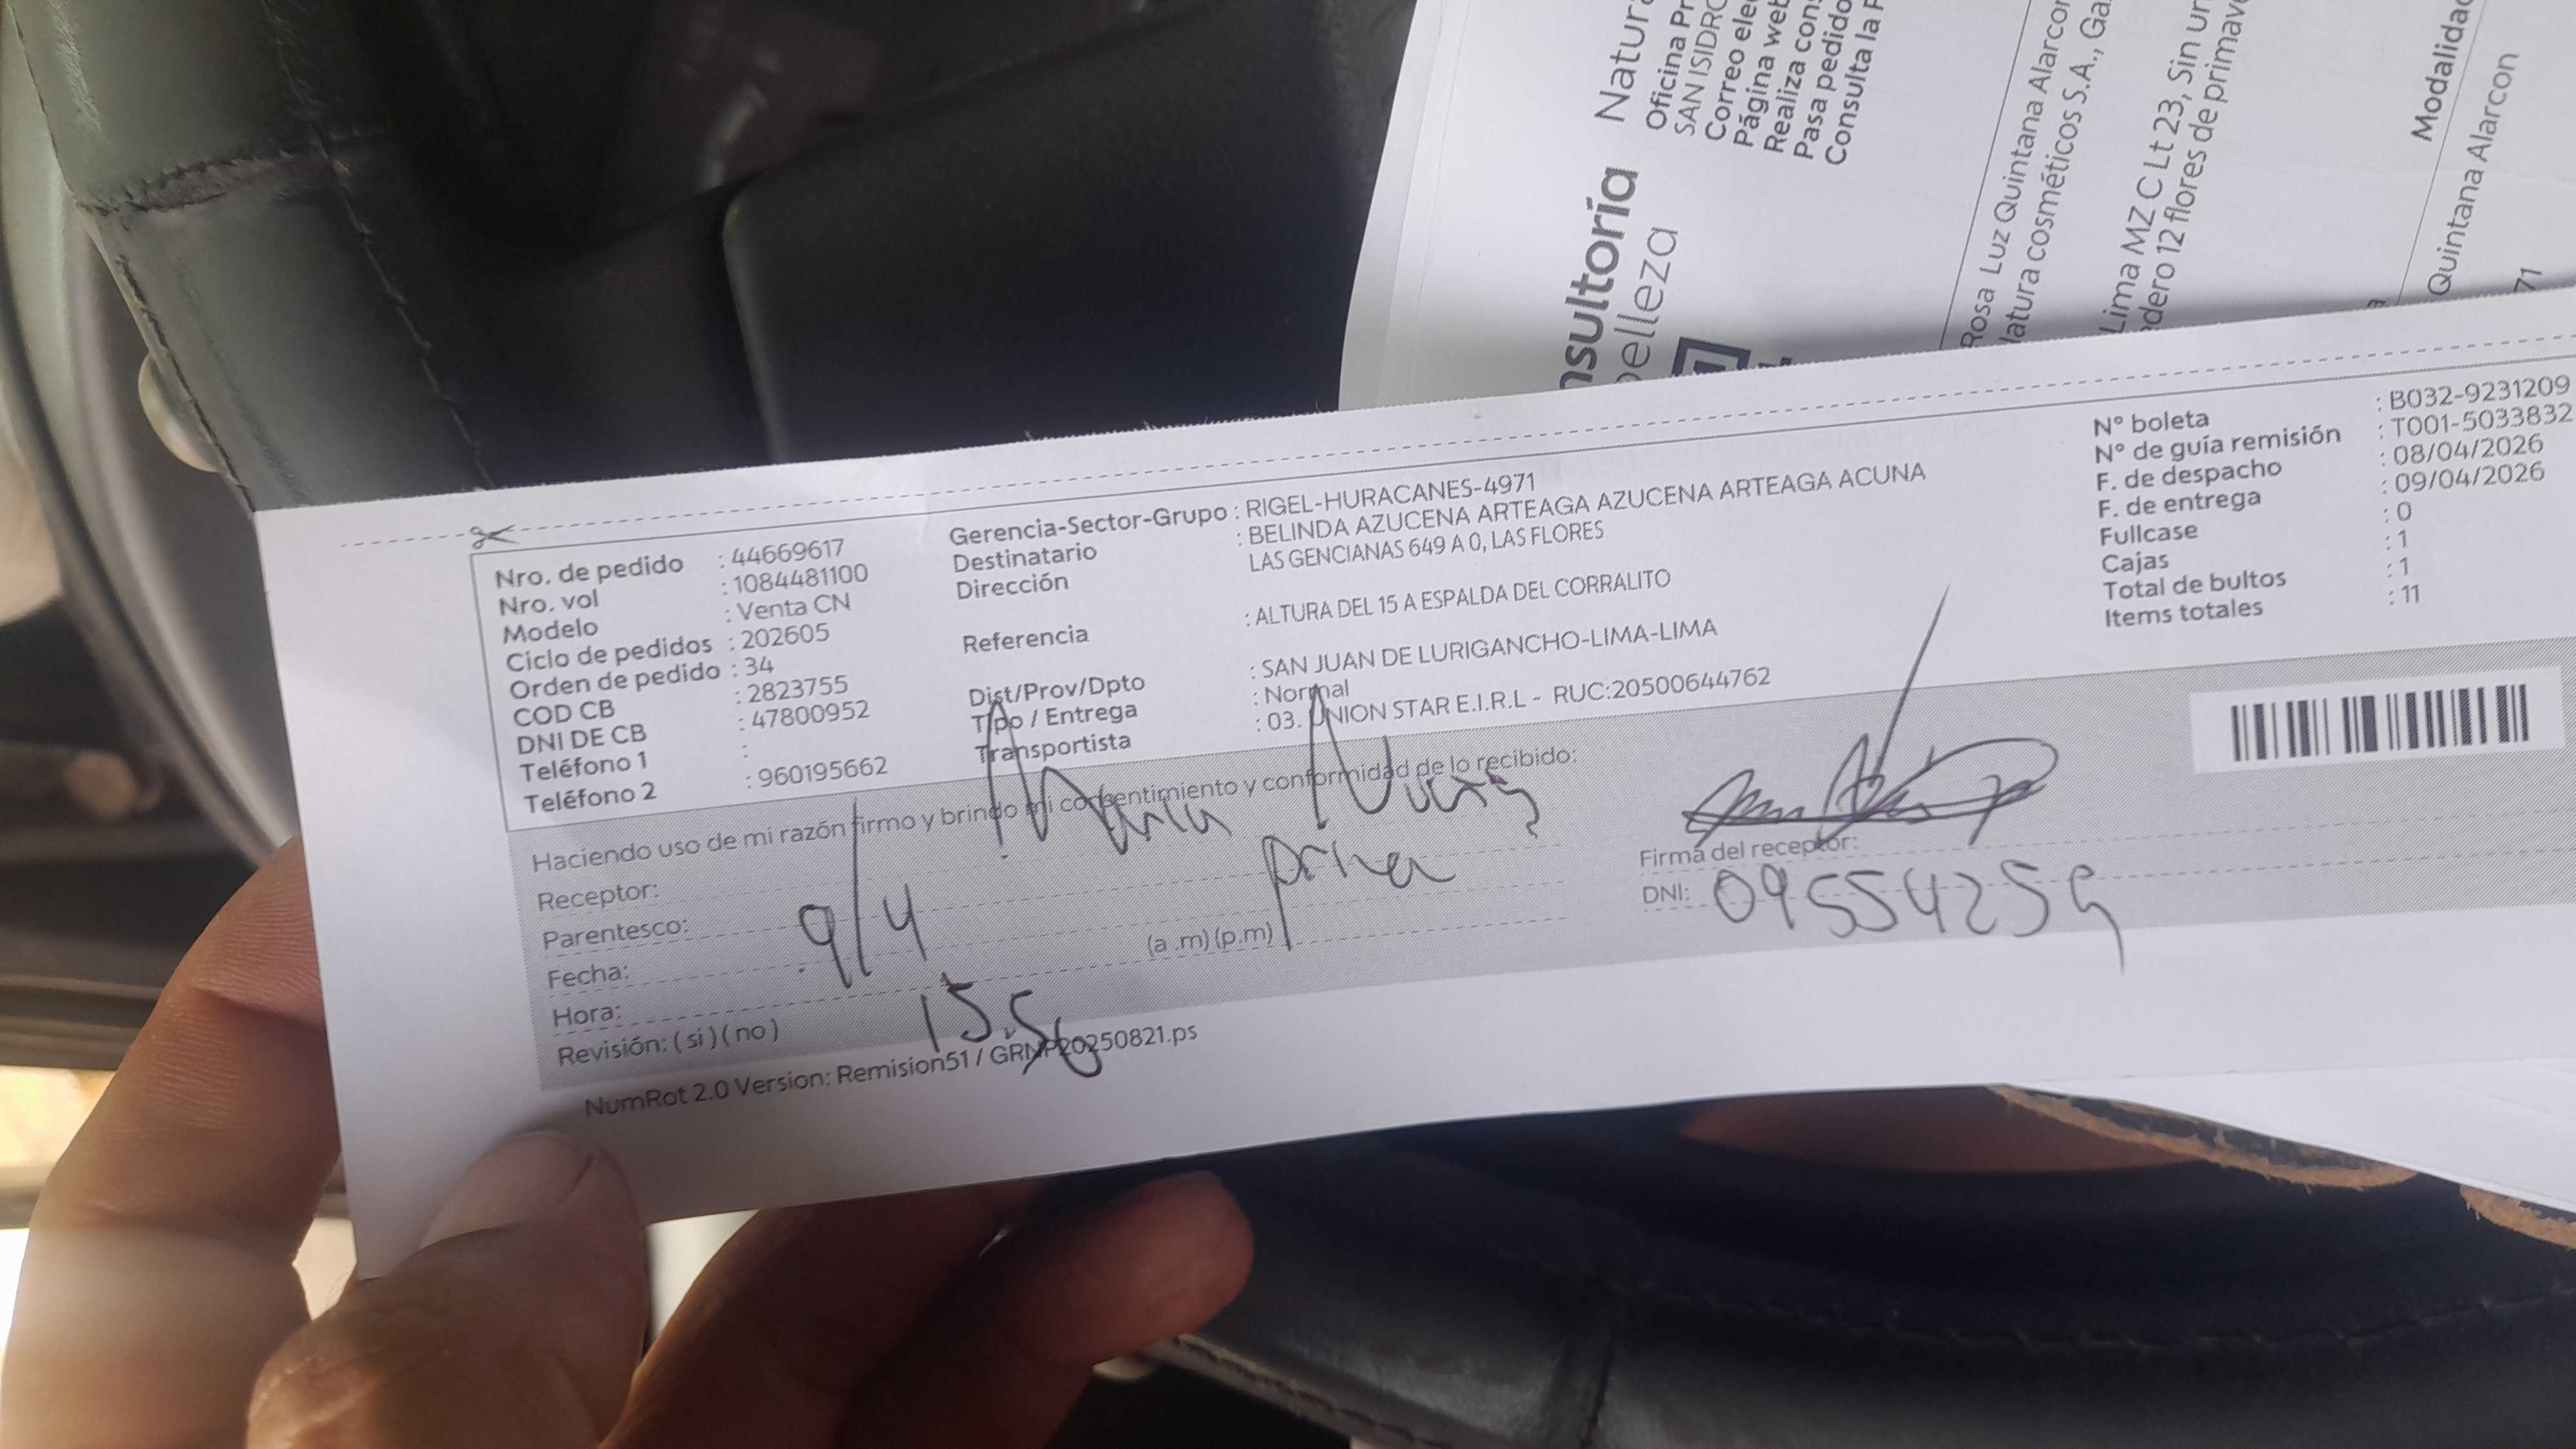 Natura
Oficina Pr
SAN ISIDRO
Correo ele
Página web
Realiza cons
Pasa pedido
Consulta la P
nsultoría
belleza
Rosa Luz Quintana Alarcon
latura cosméticos S.A., Ga
Lima MZ C Lt 23, Sin un
dero 12 flores de primave
Modalidad
Quintana Alarcon
71
Nro. de pedido : 44669617
Nro. vol : 1084481100
Modelo : Venta CN
Ciclo de pedidos : 202605
Orden de pedido : 34
COD CB : 2823755
DNI DE CB : 47800952
Teléfono 1 :
Teléfono 2 : 960195662
Gerencia-Sector-Grupo : RIGEL-HURACANES-4971
Destinatario : BELINDA AZUCENA ARTEAGA AZUCENA ARTEAGA ACUNA
Dirección LAS GENCIANAS 649 A 0, LAS FLORES
Referencia : ALTURA DEL 15 A ESPALDA DEL CORRALITO
Dist/Prov/Dpto : SAN JUAN DE LURIGANCHO-LIMA-LIMA
Tipo / Entrega : Normal
Transportista : 03. UNION STAR E.I.R.L - RUC:20500644762
N° boleta : B032-9231209
N° de guía remisión : T001-5033832
F. de despacho : 08/04/2026
F. de entrega : 09/04/2026
Fullcase : 0
Cajas : 1
Total de bultos : 1
Items totales : 11
Haciendo uso de mi razón firmo y brindo mi consentimiento y conformidad de lo recibido:
Receptor: Maria
Parentesco: prima
Fecha: 9/4
Hora: 15:50 (a .m) (p.m)
Revisión: ( si ) ( no )
Firma del receptor:
DNI: 09554259
NumRot 2.0 Version: Remision51 / GRNP20250821.ps